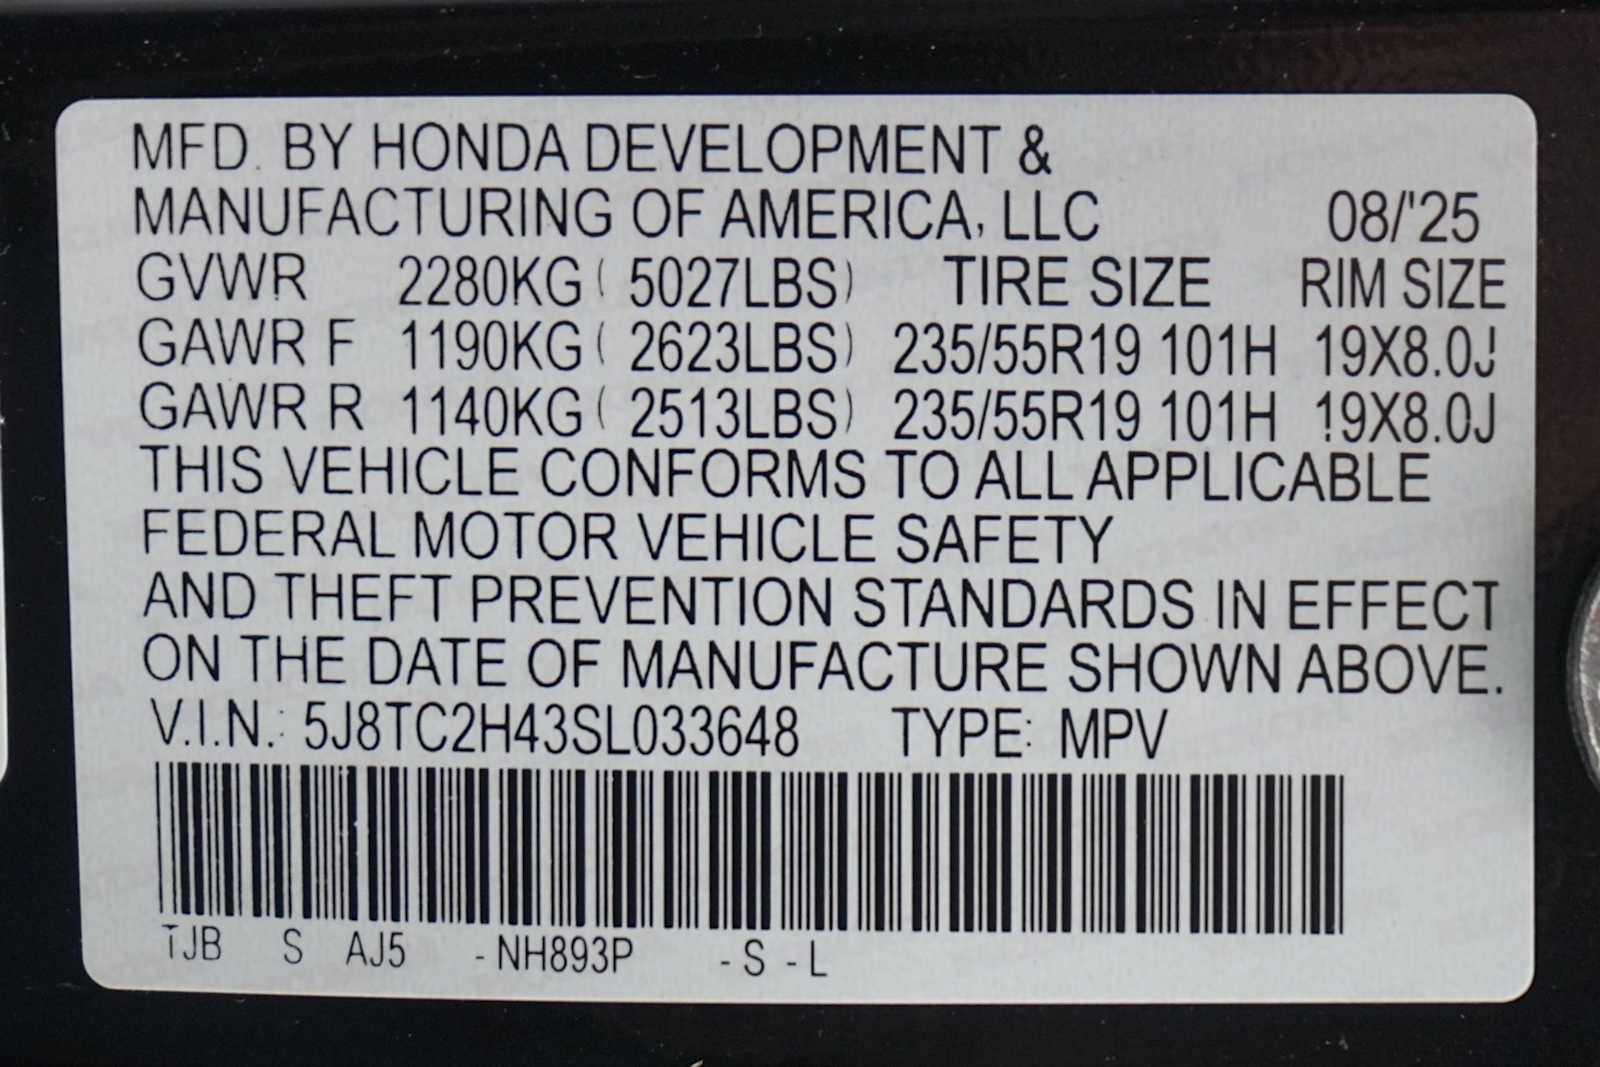 MFD. BY HONDA DEVELOPMENT &
MANUFACTURING OF AMERICA, LLC 08/'25
GVWR 2280KG ( 5027LBS) TIRE SIZE RIM SIZE
GAWR F 1190KG ( 2623LBS) 235/55R19 101H 19X8.0J
GAWR R 1140KG ( 2513LBS) 235/55R19 101H 19X8.0J
THIS VEHICLE CONFORMS TO ALL APPLICABLE
FEDERAL MOTOR VEHICLE SAFETY
AND THEFT PREVENTION STANDARDS IN EFFECT
ON THE DATE OF MANUFACTURE SHOWN ABOVE.
V.I.N.: 5J8TC2H43SL033648 TYPE: MPV
TJB S AJ5 - NH893P - S - L